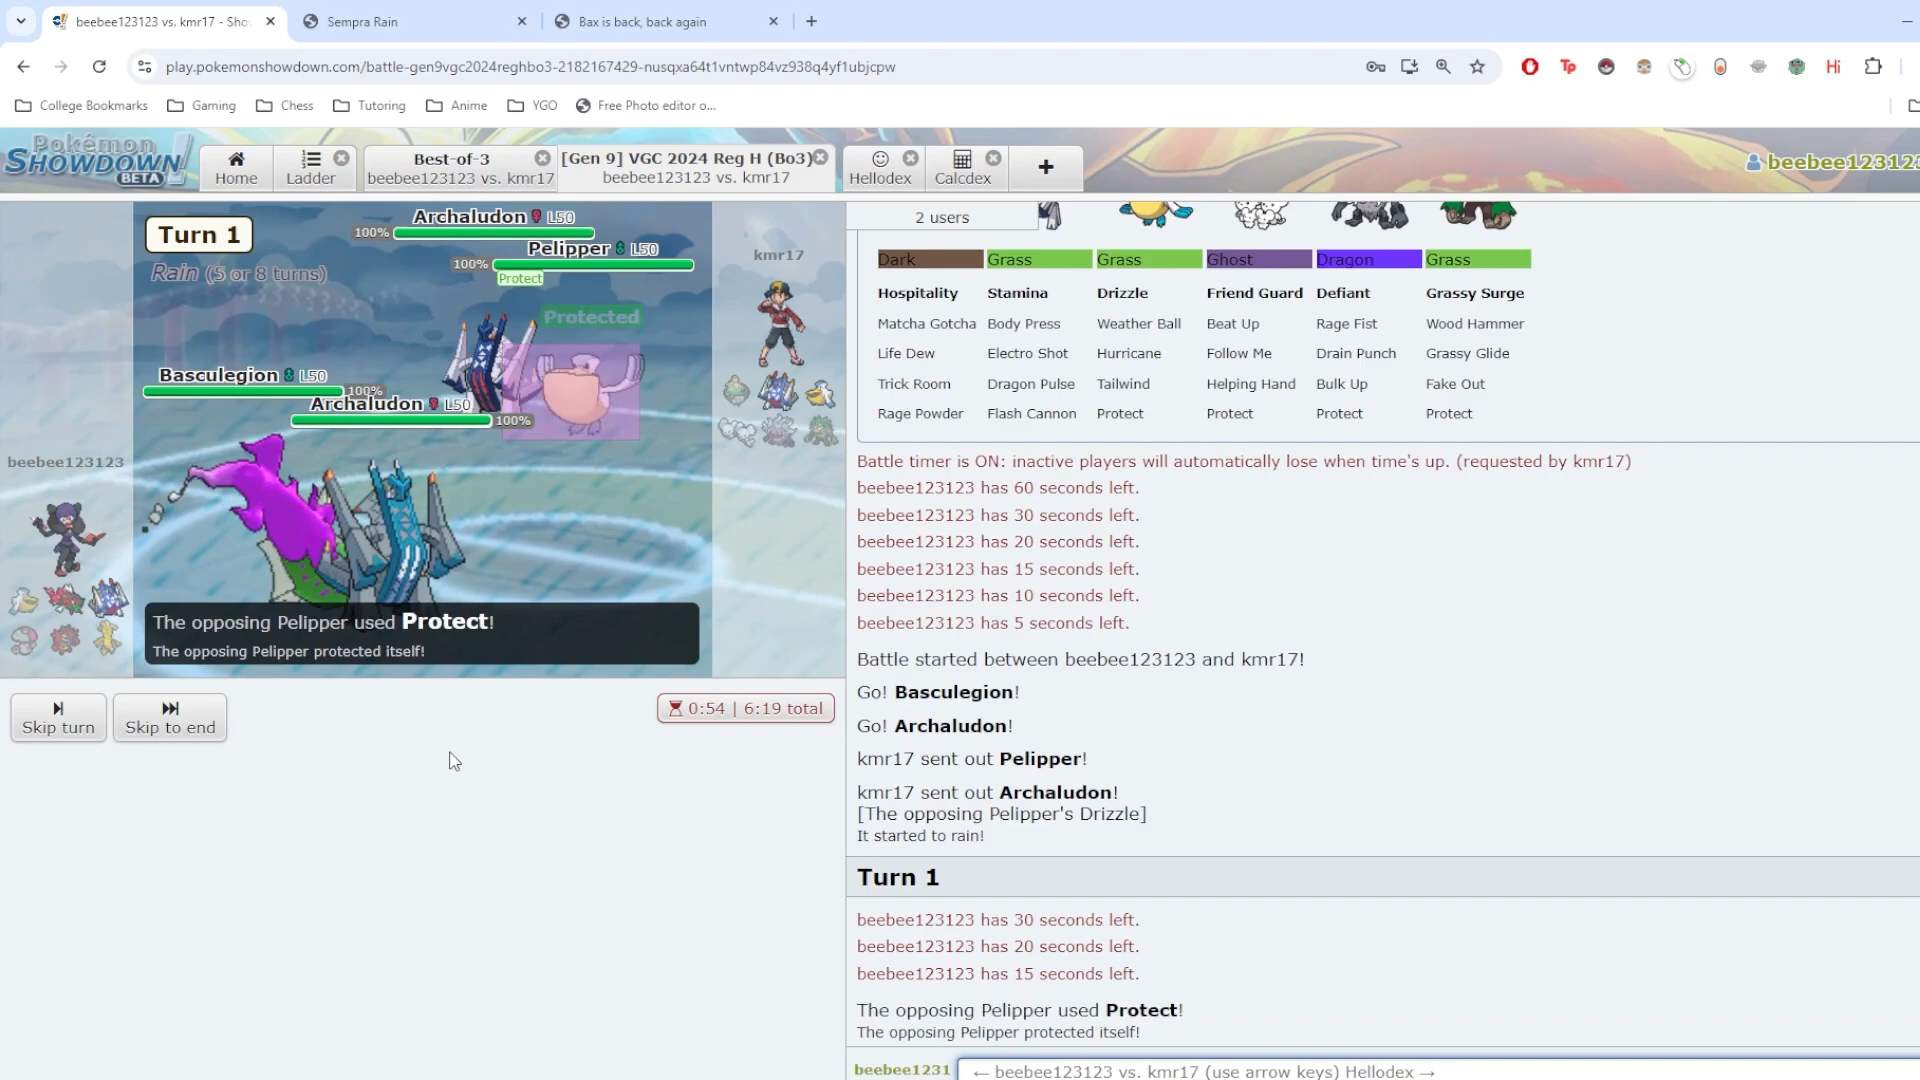 beebee123123 vs. kmr17 - Sho
Sempra Rain
Bax is back, back again
play.pokemonshowdown.com/battle-gen9vgc2024reghbo3-2182167429-nusqxa64t1vntwp84vz938q4yf1ubjcpw
College Bookmarks
Gaming
Chess
Tutoring
Anime
YGO
Free Photo editor o...
Pokémon
SHOWDOWN!
BETA
Home
Ladder
Best-of-3
beebee123123 vs. kmr17
[Gen 9] VGC 2024 Reg H (Bo3)
beebee123123 vs. kmr17
Hellodex
Calcdex
beebee123123
Turn 1
Rain (5 or 8 turns)
Archaludon L50
100%
Pelipper L50
100%
Protect
Protected
Basculegion L50
100%
Archaludon L50
100%
kmr17
beebee123123
The opposing Pelipper used Protect!
The opposing Pelipper protected itself!
Skip turn
Skip to end
0:54 | 6:19 total
2 users
Dark Grass Grass Ghost Dragon Grass
Hospitality Stamina Drizzle Friend Guard Defiant Grassy Surge
Matcha Gotcha Body Press Weather Ball Beat Up Rage Fist Wood Hammer
Life Dew Electro Shot Hurricane Follow Me Drain Punch Grassy Glide
Trick Room Dragon Pulse Tailwind Helping Hand Bulk Up Fake Out
Rage Powder Flash Cannon Protect Protect Protect Protect
Battle timer is ON: inactive players will automatically lose when time's up. (requested by kmr17)
beebee123123 has 60 seconds left.
beebee123123 has 30 seconds left.
beebee123123 has 20 seconds left.
beebee123123 has 15 seconds left.
beebee123123 has 10 seconds left.
beebee123123 has 5 seconds left.
Battle started between beebee123123 and kmr17!
Go! Basculegion!
Go! Archaludon!
kmr17 sent out Pelipper!
kmr17 sent out Archaludon!
[The opposing Pelipper's Drizzle]
It started to rain!
Turn 1
beebee123123 has 30 seconds left.
beebee123123 has 20 seconds left.
beebee123123 has 15 seconds left.
The opposing Pelipper used Protect!
The opposing Pelipper protected itself!
beebee1231
← beebee123123 vs. kmr17 (use arrow keys) Hellodex →